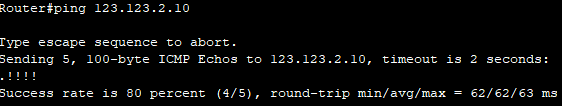 Router#ping 123.123.2.10
Type escape sequence to abort.
Sending 5, 100-byte ICMP Echos to 123.123.2.10, timeout is 2 seconds:
.!!!!
Success rate is 80 percent (4/5), round-trip min/avg/max = 62/62/63 ms